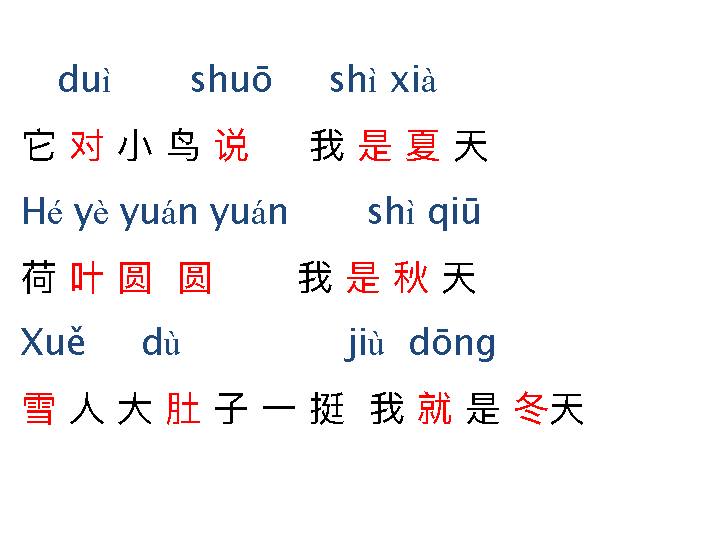 duì shuō shì xià
它 对 小 鸟 说 我 是 夏 天
Hé yè yuán yuán shì qiū
荷 叶 圆 圆 我 是 秋 天
Xuě dù jiù dōng
雪 人 大 肚 子 一 挺 我 就 是 冬天